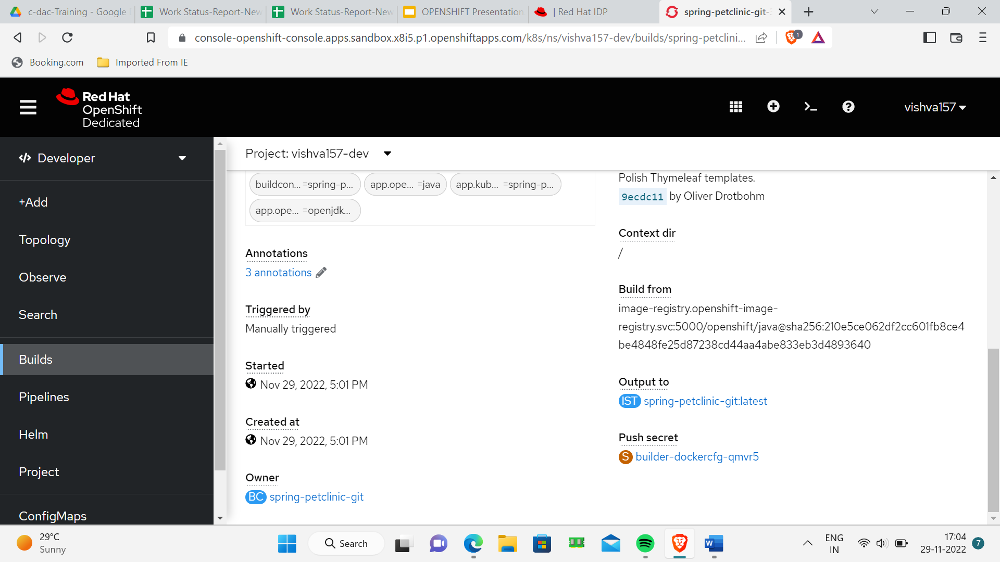 c-dac-Training - Google
Work Status-Report-New
Work Status-Report-New
OPENSHIFT Presentation
| Red Hat IDP
spring-petclinic-git-
console-openshift-console.apps.sandbox.x8i5.p1.openshiftapps.com/k8s/ns/vishva157-dev/builds/spring-petclini...
1
Booking.com
Imported From IE
Red Hat
OpenShift
Dedicated
vishva157
Developer
+Add
Topology
Observe
Search
Builds
Pipelines
Helm
Project
ConfigMaps
Project: vishva157-dev
buildcon... =spring-p...
app.ope... =java
app.kub... =spring-p...
app.ope... =openjdk...
Annotations
3 annotations
Triggered by
Manually triggered
Started
Nov 29, 2022, 5:01 PM
Created at
Nov 29, 2022, 5:01 PM
Owner
BC spring-petclinic-git
Polish Thymeleaf templates.
9ecdc11 by Oliver Drotbohm
Context dir
/
Build from
image-registry.openshift-image-
registry.svc:5000/openshift/java@sha256:210e5ce062df2cc601fb8ce4
be4848fe25d87238cd44aa4abe833eb3d4893640
Output to
IST spring-petclinic-git:latest
Push secret
S builder-dockercfg-qmvr5
29°C
Sunny
Search
ENG
IN
17:04
29-11-2022
7